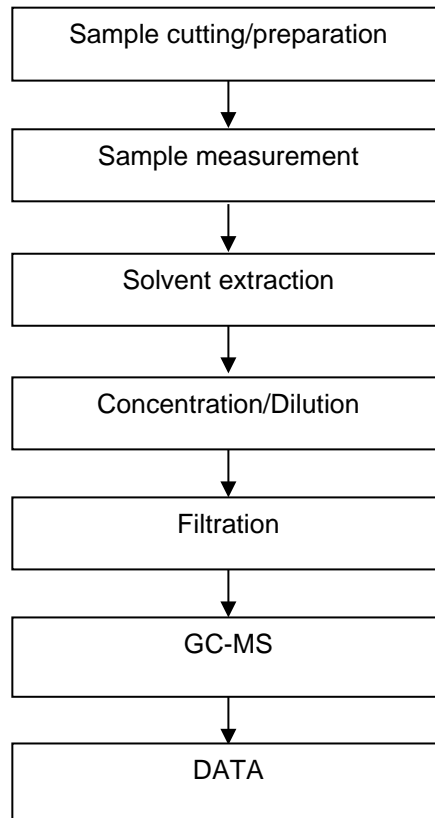 Sample cutting/preparation
Sample measurement
Solvent extraction
Concentration/Dilution
Filtration
GC-MS
DATA